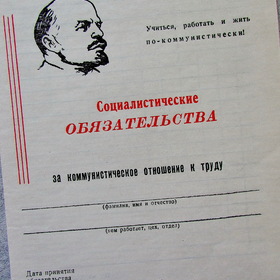 Учиться, работать и жить
по-коммунистически!
Социалистические
ОБЯЗАТЕЛЬСТВА
за коммунистическое отношение к труду
(фамилия, имя и отчество)
(кем работает, цех, отдел)
Дата принятия
обязательства